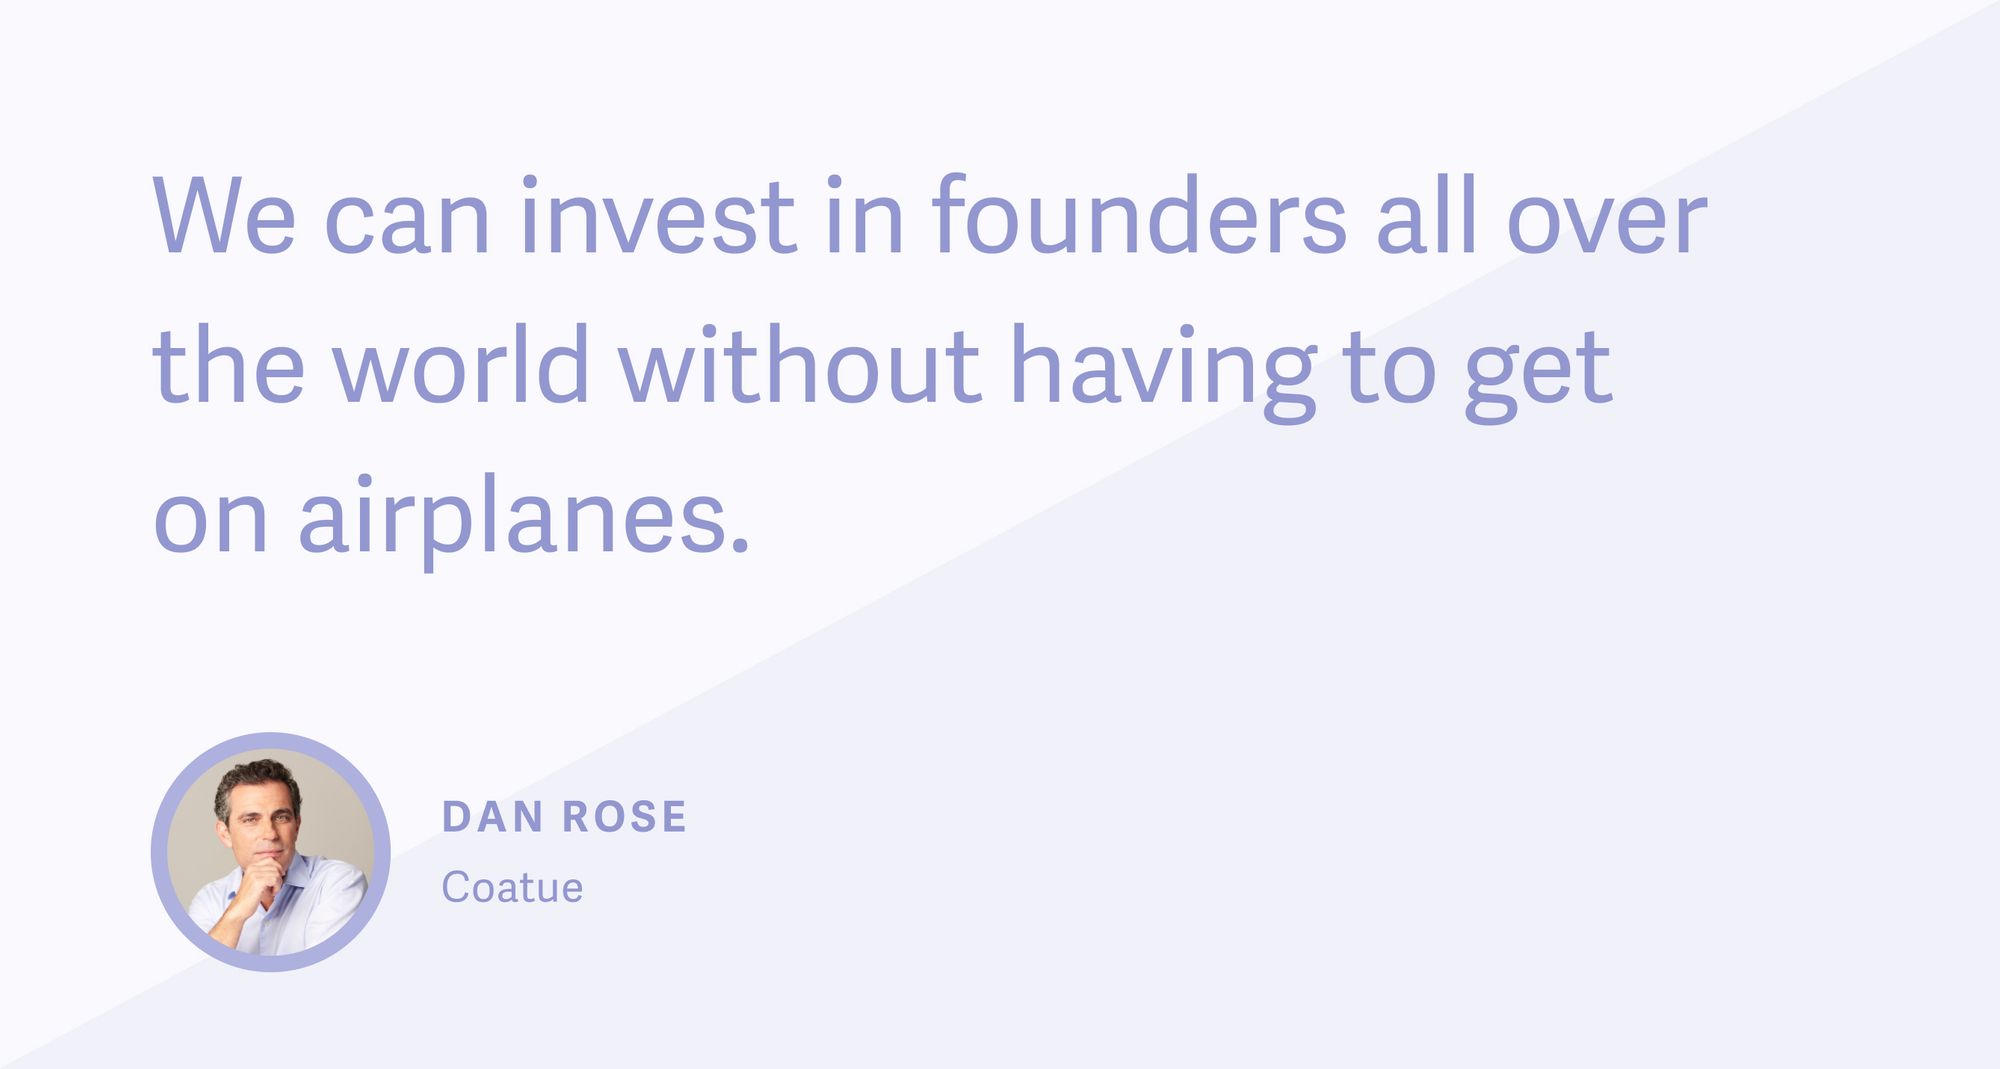 We can invest in founders all over
the world without having to get
on airplanes.
DAN ROSE
Coatue